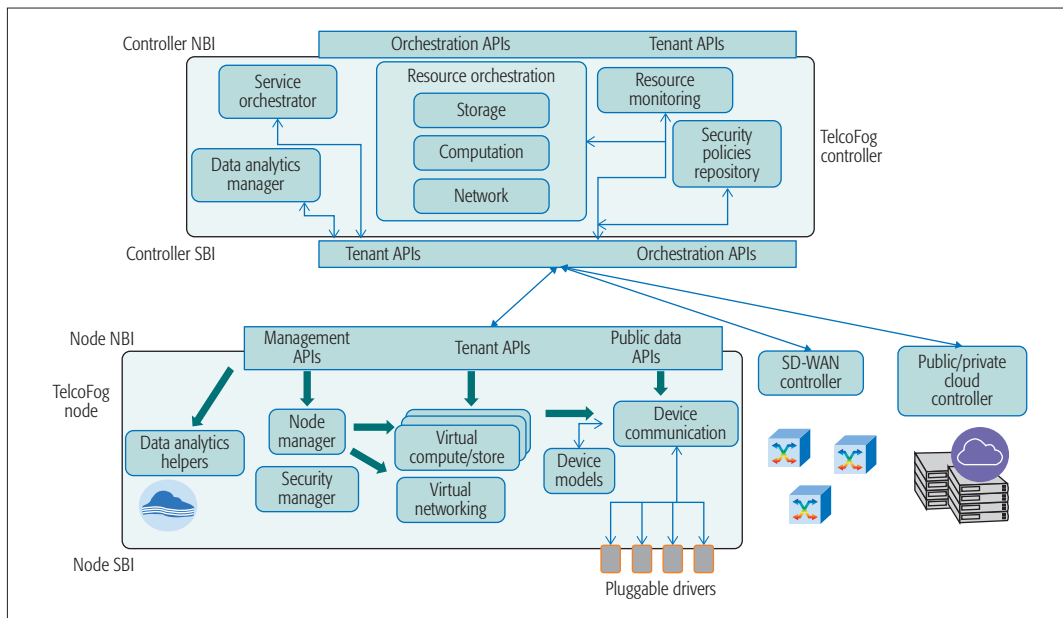 Controller NBI
Orchestration APIs
Tenant APIs
Service
orchestrator
Resource orchestration
Storage
Computation
Network
Resource
monitoring
Security
policies
repository
TelcoFog
controller
Data analytics
manager
Controller SBI
Tenant APIs
Orchestration APIs
Node NBI
Management
APIs
Tenant APIs
Public data
APIs
SD-WAN
controller
Public/private
cloud
controller
TelcoFog
node
Data analytics
helpers
Node
manager
Security
manager
Virtual
compute/store
Virtual
networking
Device
communication
Device
models
Node SBI
Pluggable drivers